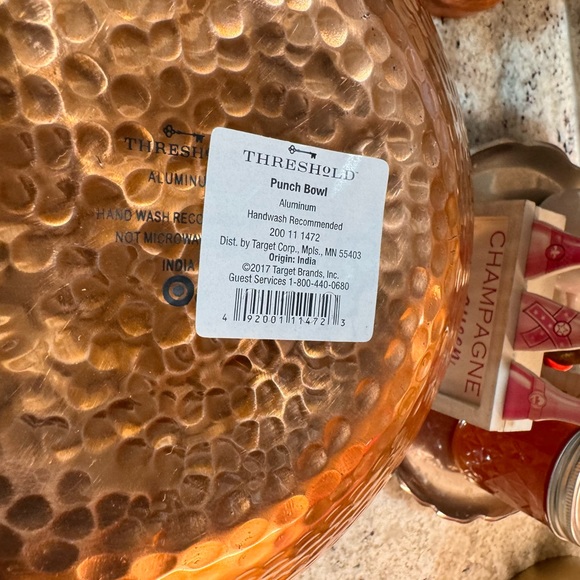 THRESHOLD
ALUMINU
HAND WASH RECO
NOT MICROWAV
INDIA
THRESHOLD™
Punch Bowl
Aluminum
Handwash Recommended
200 11 1472
Dist. by Target Corp., Mpls., MN 55403
Origin: India
©2017 Target Brands, Inc.
Guest Services 1-800-440-0680
4 92001 11472 3
CHAMPAGNE